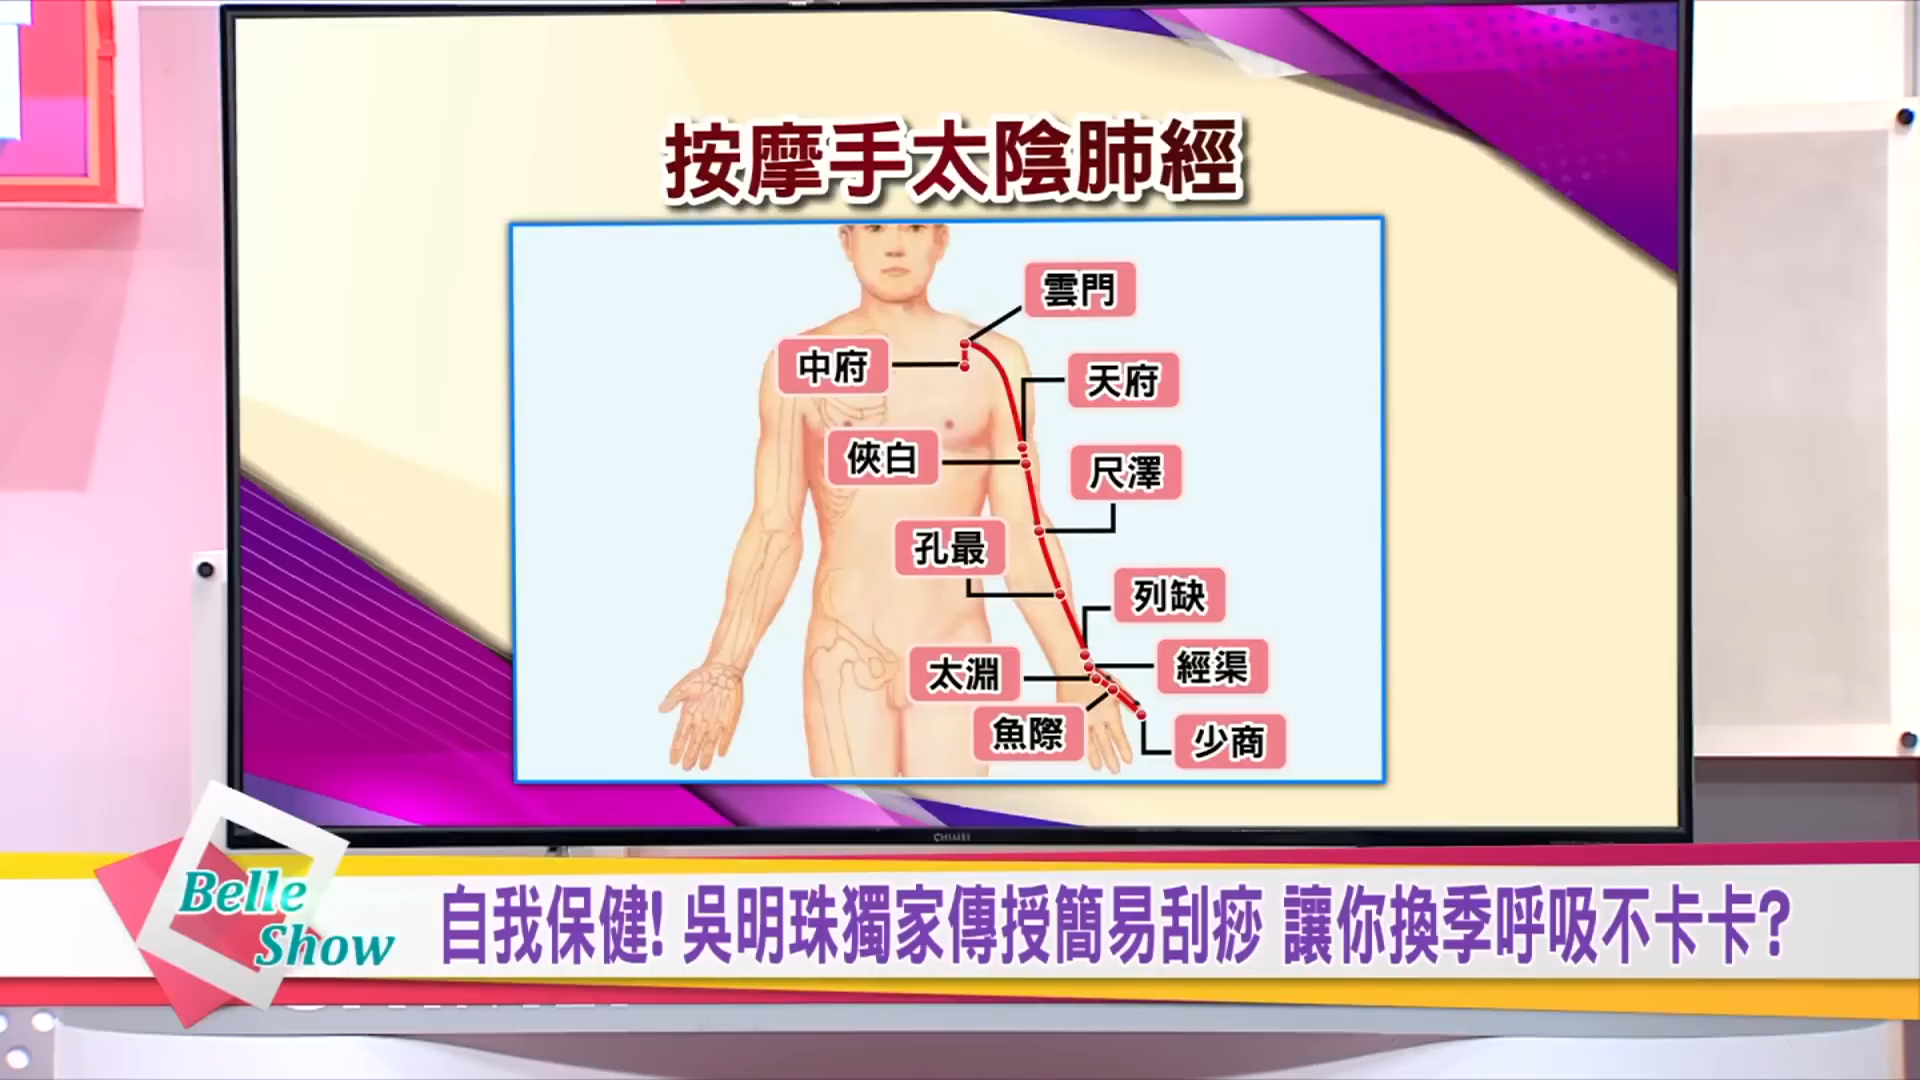 按摩手太陰肺經
雲門
中府
天府
俠白
尺澤
孔最
列缺
經渠
太淵
魚際
少商
CHIMEI
Belle
Show
自我保健! 吳明珠獨家傳授簡易刮痧 讓你換季呼吸不卡卡?